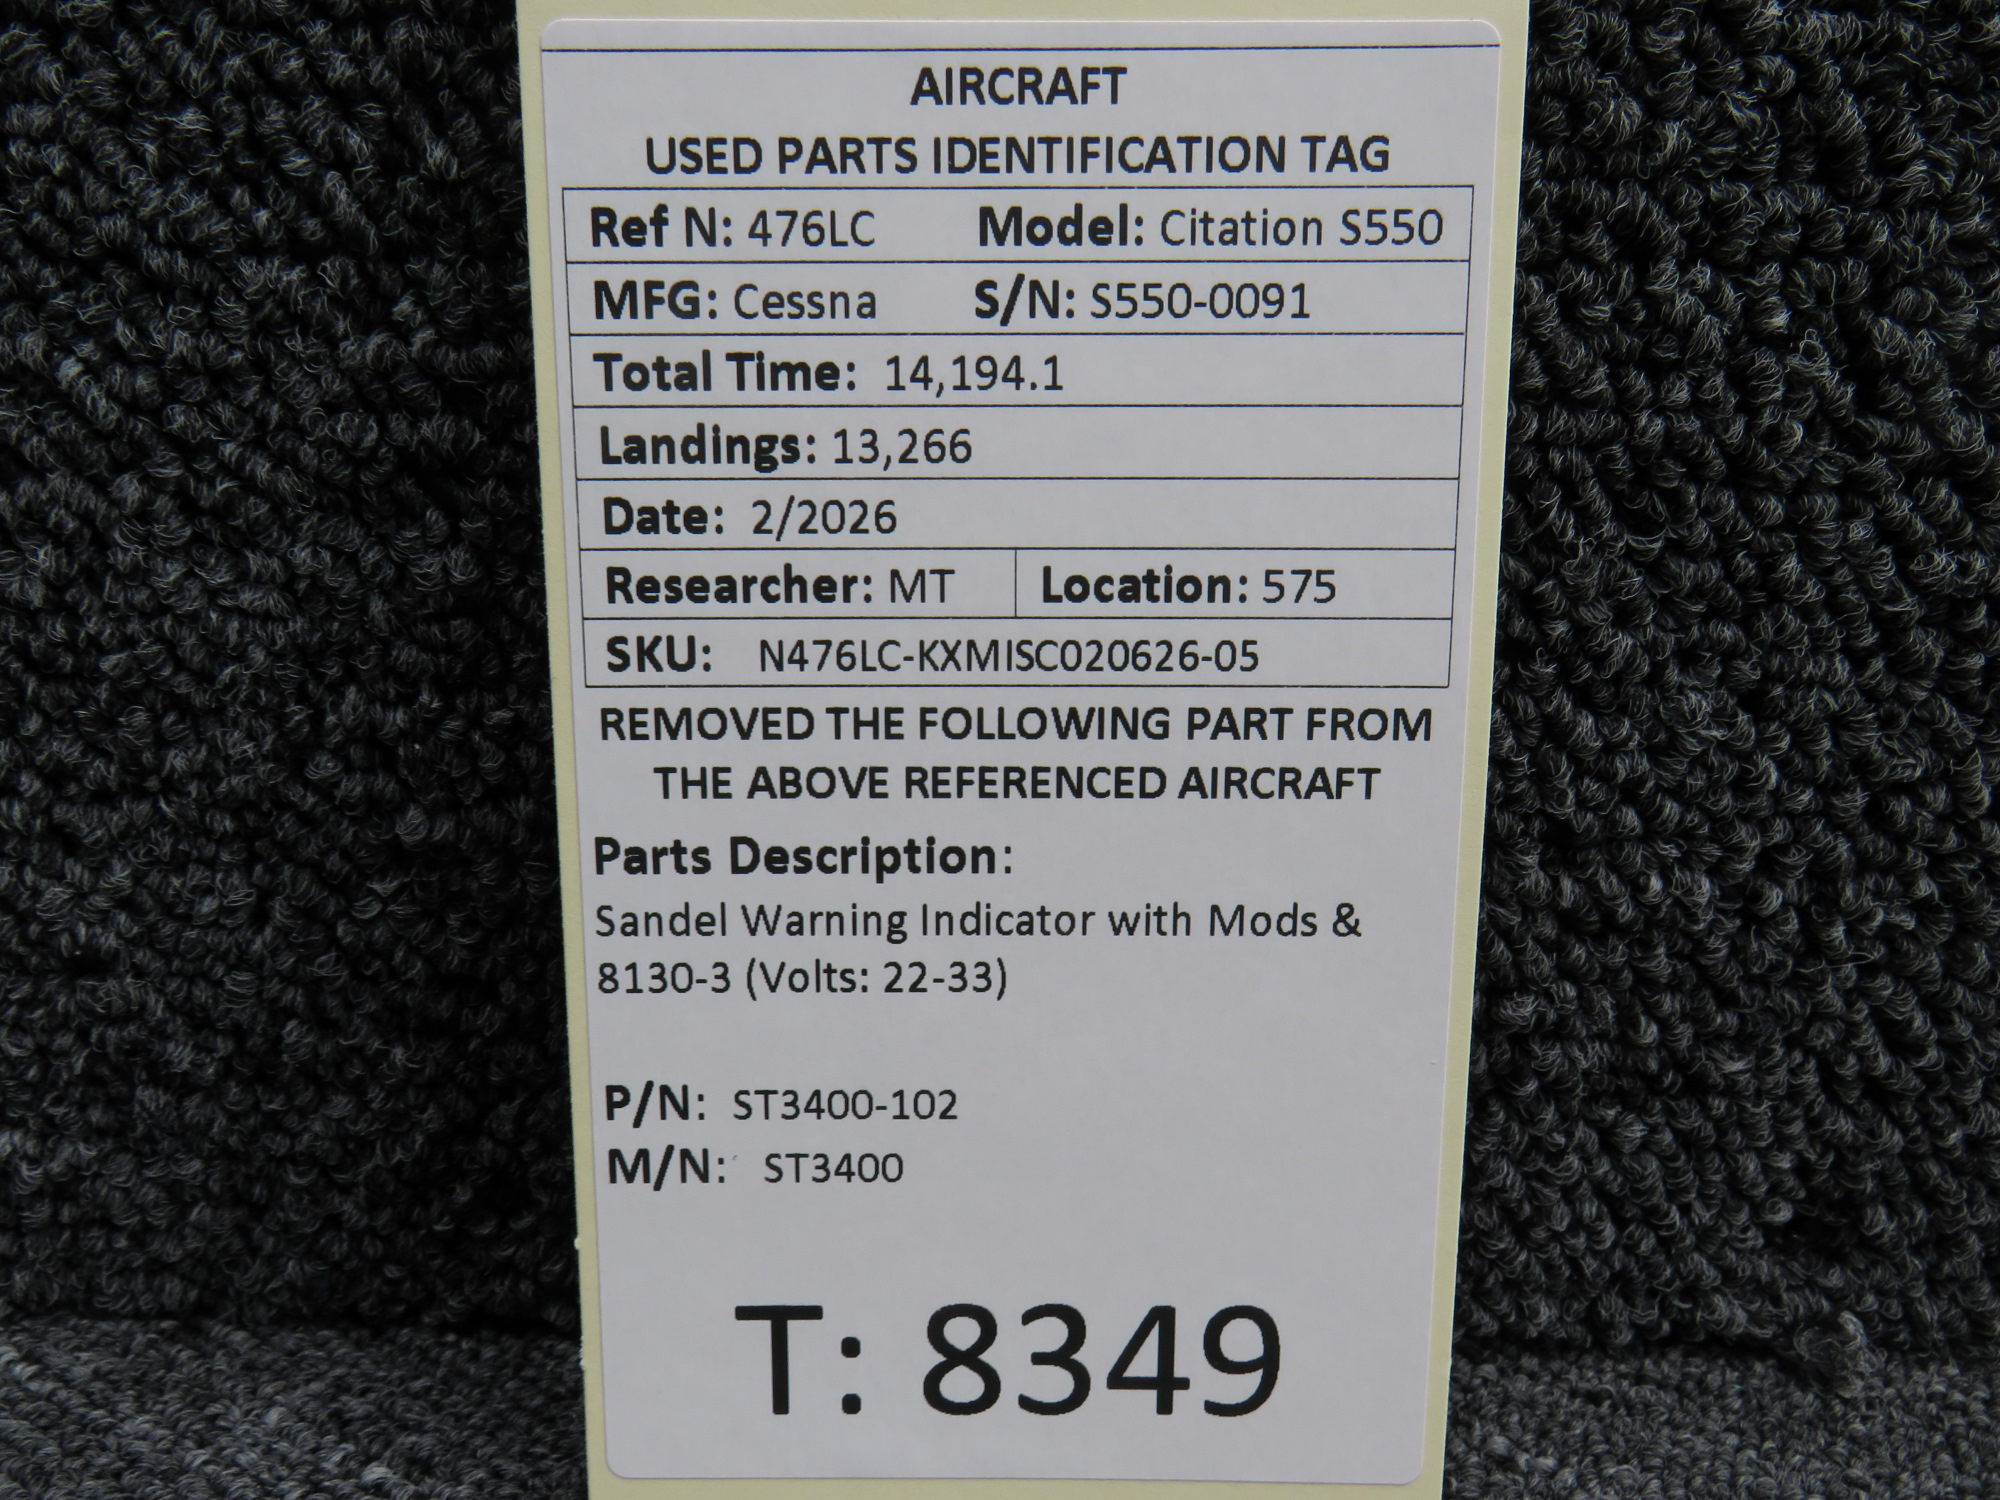 AIRCRAFT
USED PARTS IDENTIFICATION TAG
Ref N: 476LC Model: Citation S550
MFG: Cessna S/N: S550-0091
Total Time: 14,194.1
Landings: 13,266
Date: 2/2026
Researcher: MT Location: 575
SKU: N476LC-KXMISC020626-05
REMOVED THE FOLLOWING PART FROM
THE ABOVE REFERENCED AIRCRAFT
Parts Description:
Sandel Warning Indicator with Mods &
8130-3 (Volts: 22-33)
P/N: ST3400-102
M/N: ST3400
T: 8349